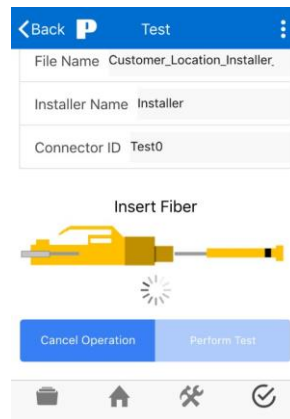 Back P Test
File Name Customer_Location_Installer_
Installer Name Installer
Connector ID Test0
Insert Fiber
Cancel Operation Perform Test